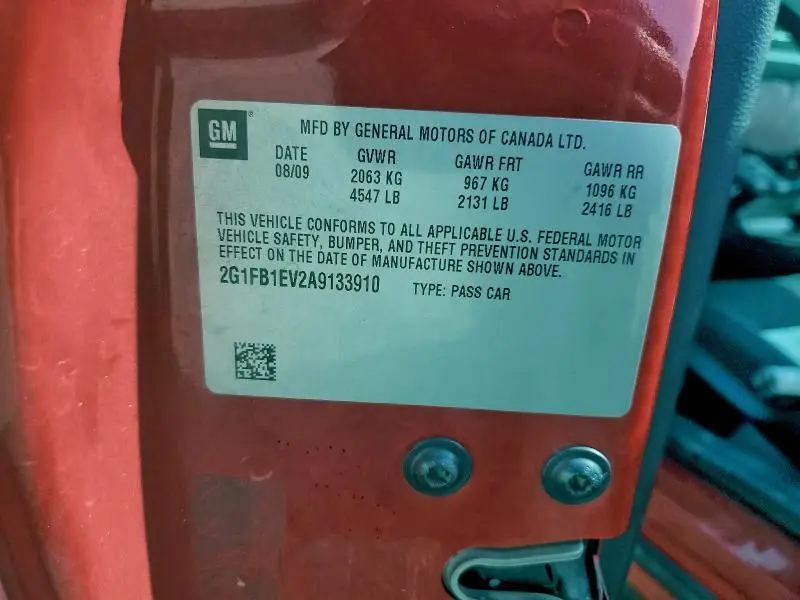 GM ® MFD BY GENERAL MOTORS OF CANADA LTD.
DATE GVWR GAWR FRT GAWR RR
08/09 2063 KG 967 KG 1096 KG
4547 LB 2131 LB 2416 LB
THIS VEHICLE CONFORMS TO ALL APPLICABLE U.S. FEDERAL MOTOR
VEHICLE SAFETY, BUMPER, AND THEFT PREVENTION STANDARDS IN
EFFECT ON THE DATE OF MANUFACTURE SHOWN ABOVE.
2G1FB1EV2A9133910 TYPE: PASS CAR